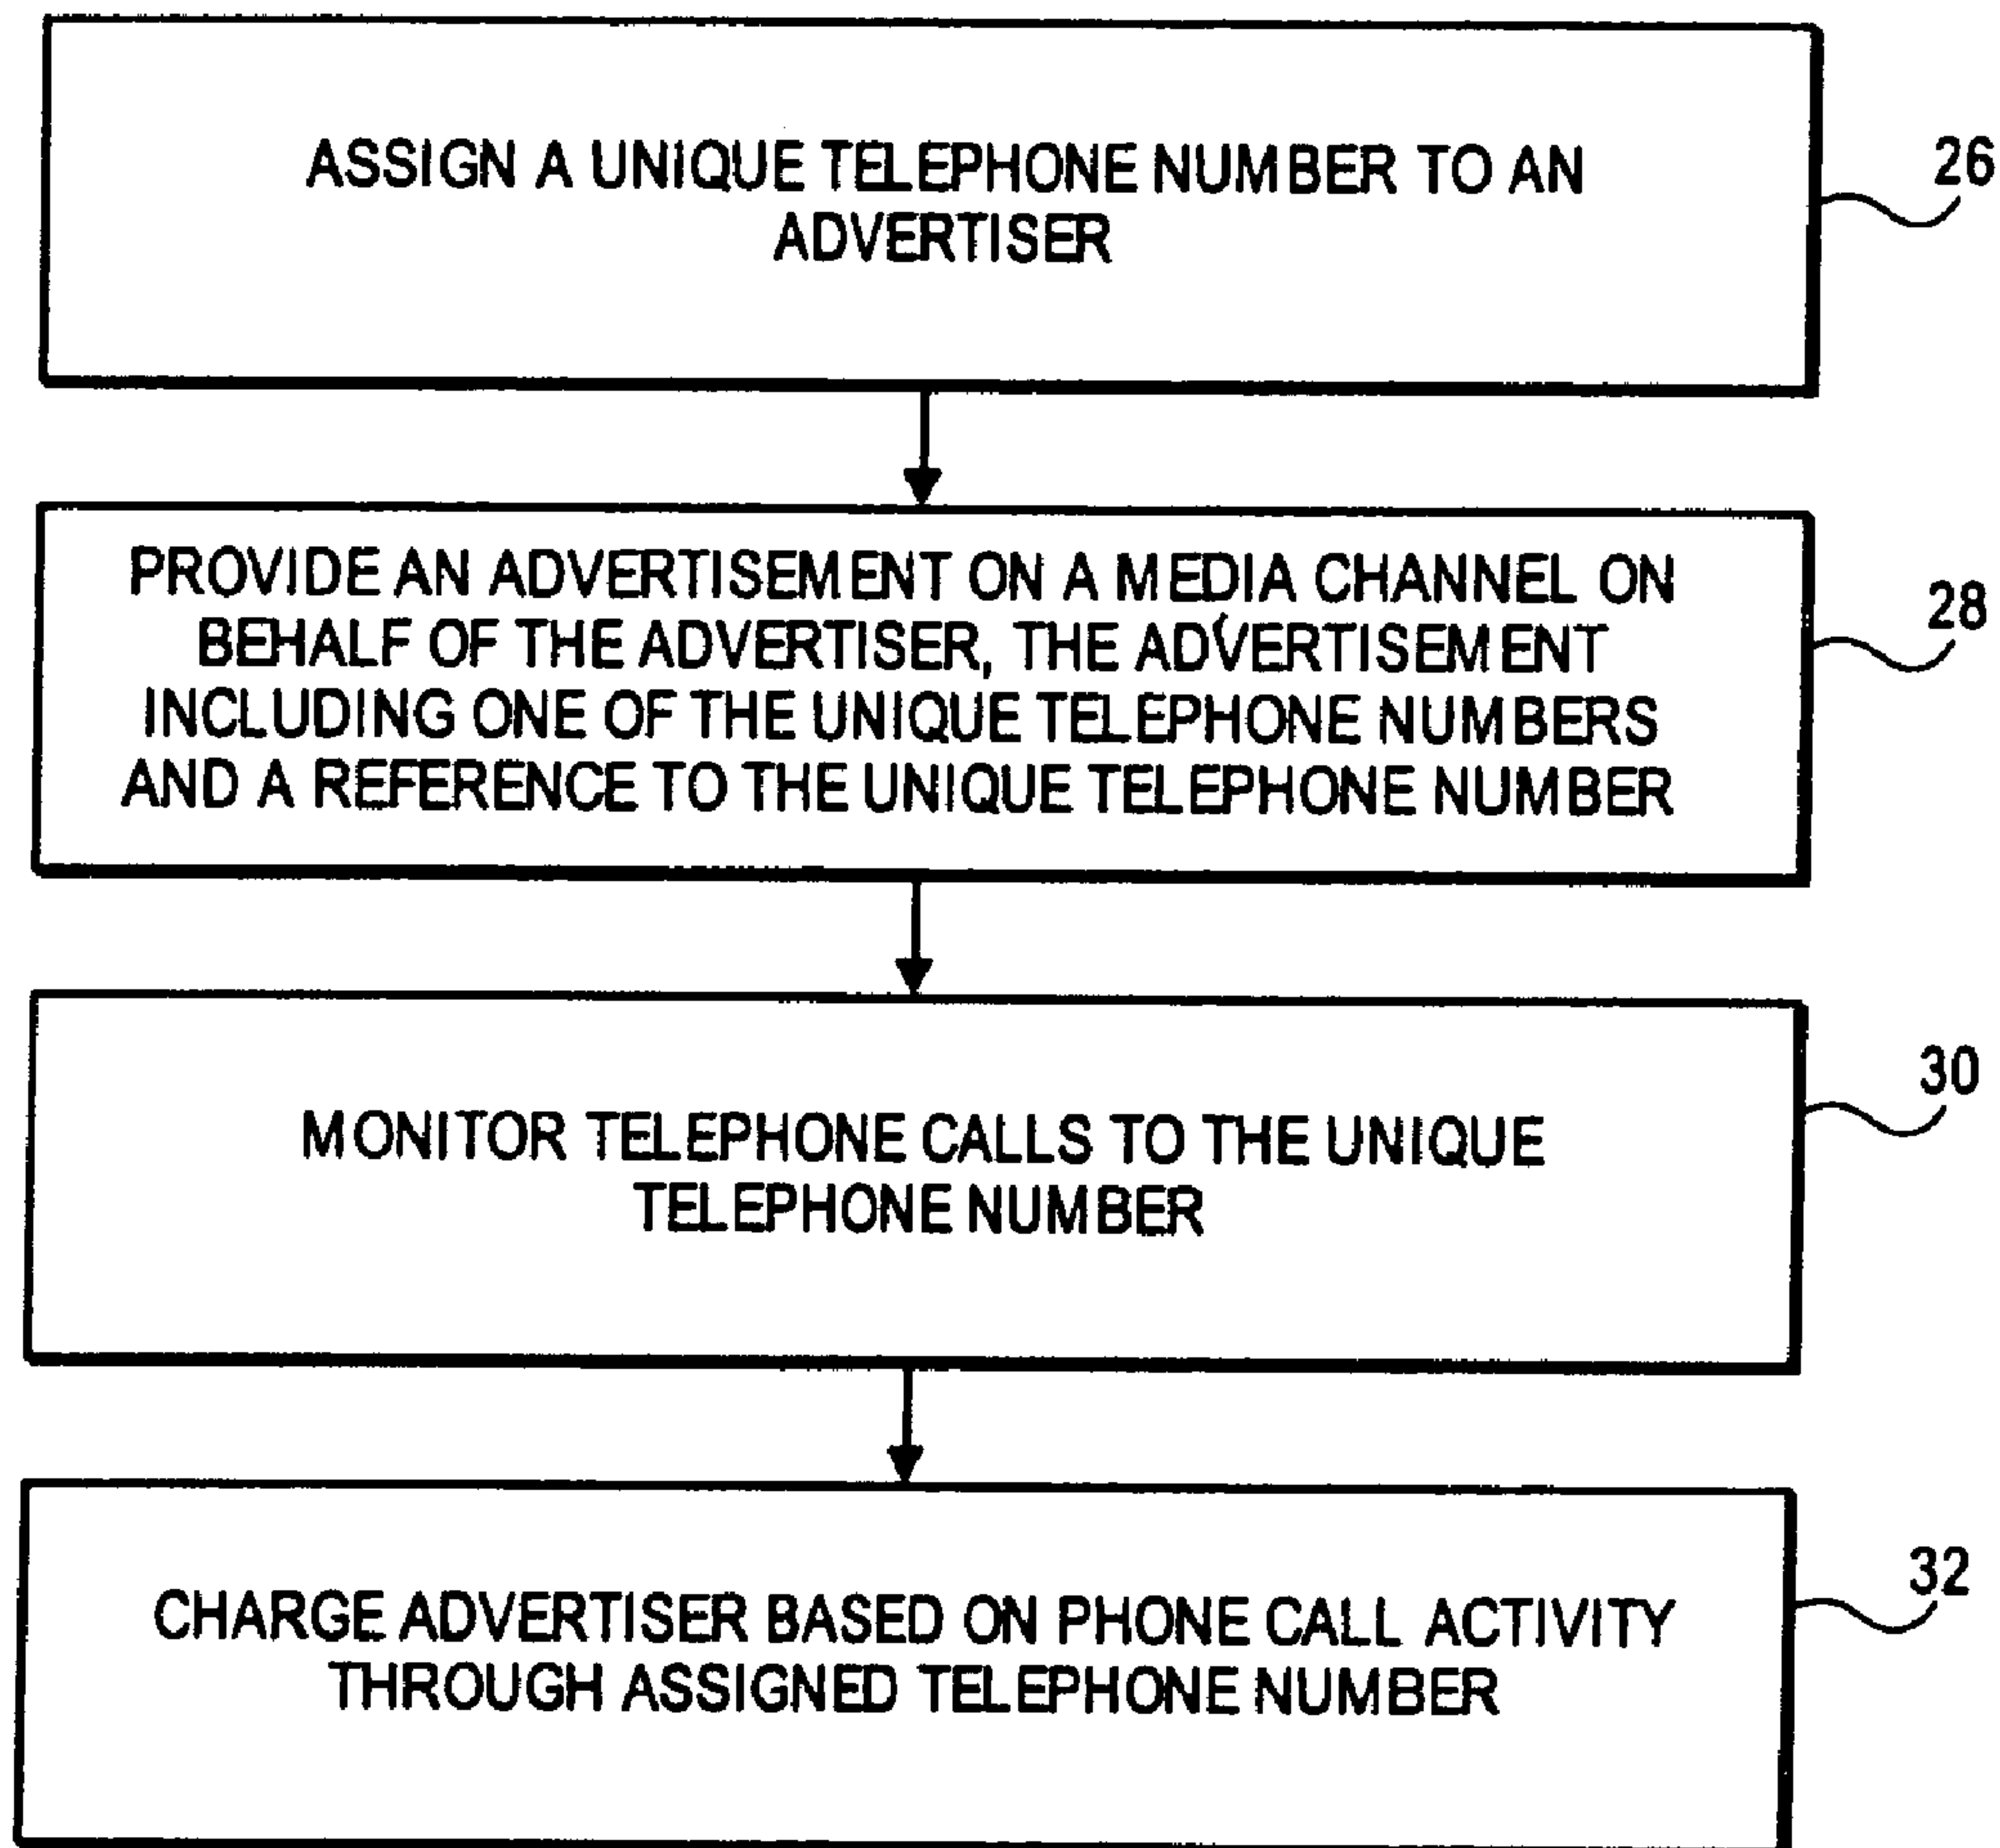 ASSIGN A UNIQUE TELEPHONE NUMBER TO AN
ADVERTISER
26
PROVIDE AN ADVERTISEMENT ON A MEDIA CHANNEL ON
BEHALF OF THE ADVERTISER, THE ADVERTISEMENT
INCLUDING ONE OF THE UNIQUE TELEPHONE NUMBERS
AND A REFERENCE TO THE UNIQUE TELEPHONE NUMBER
28
MONITOR TELEPHONE CALLS TO THE UNIQUE
TELEPHONE NUMBER
30
CHARGE ADVERTISER BASED ON PHONE CALL ACTIVITY
THROUGH ASSIGNED TELEPHONE NUMBER
32